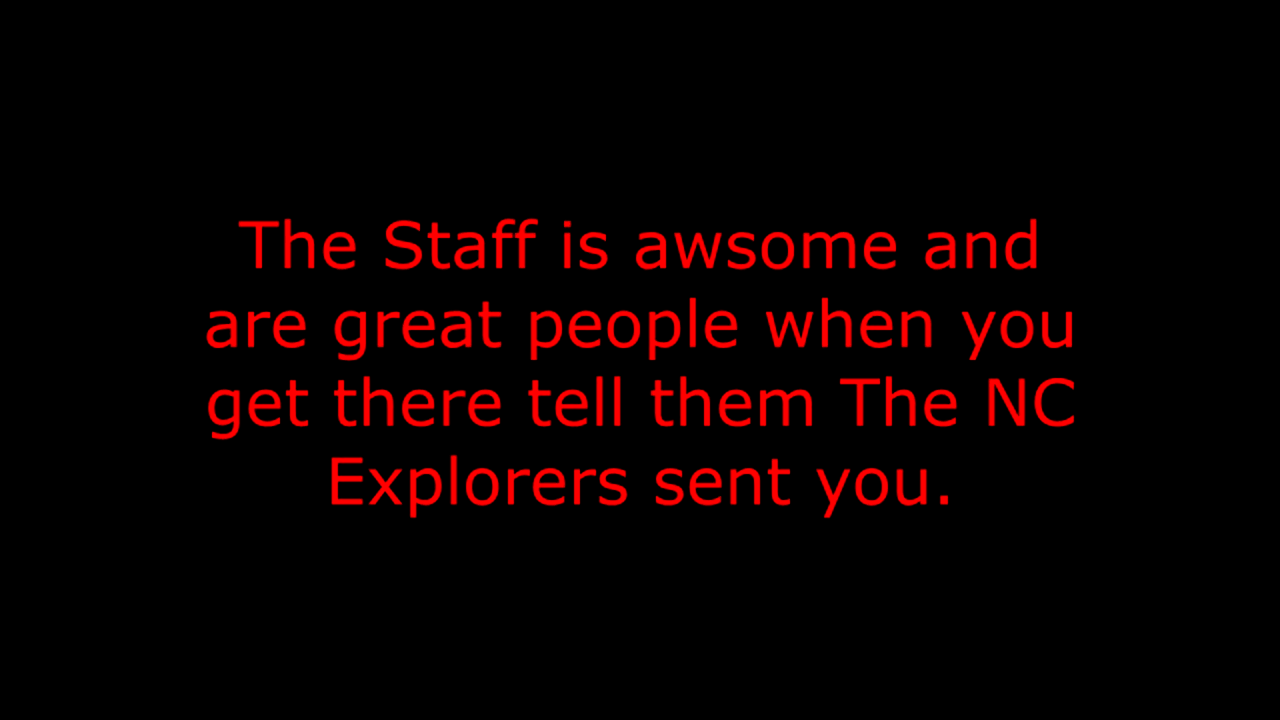 The Staff is awsome and
are great people when you
get there tell them The NC
Explorers sent you.